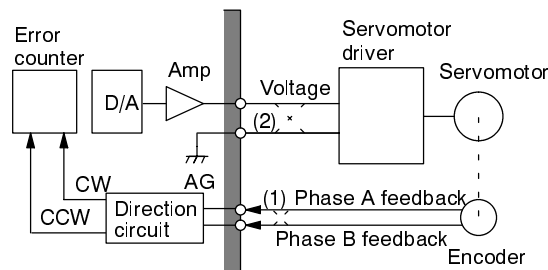 Error
counter
Servomotor
driver
Amp
Servomotor
D/A
Voltage
(2)
AG
CW
CCW
Direction
circuit
(1) Phase A feedback
Phase B feedback
Encoder